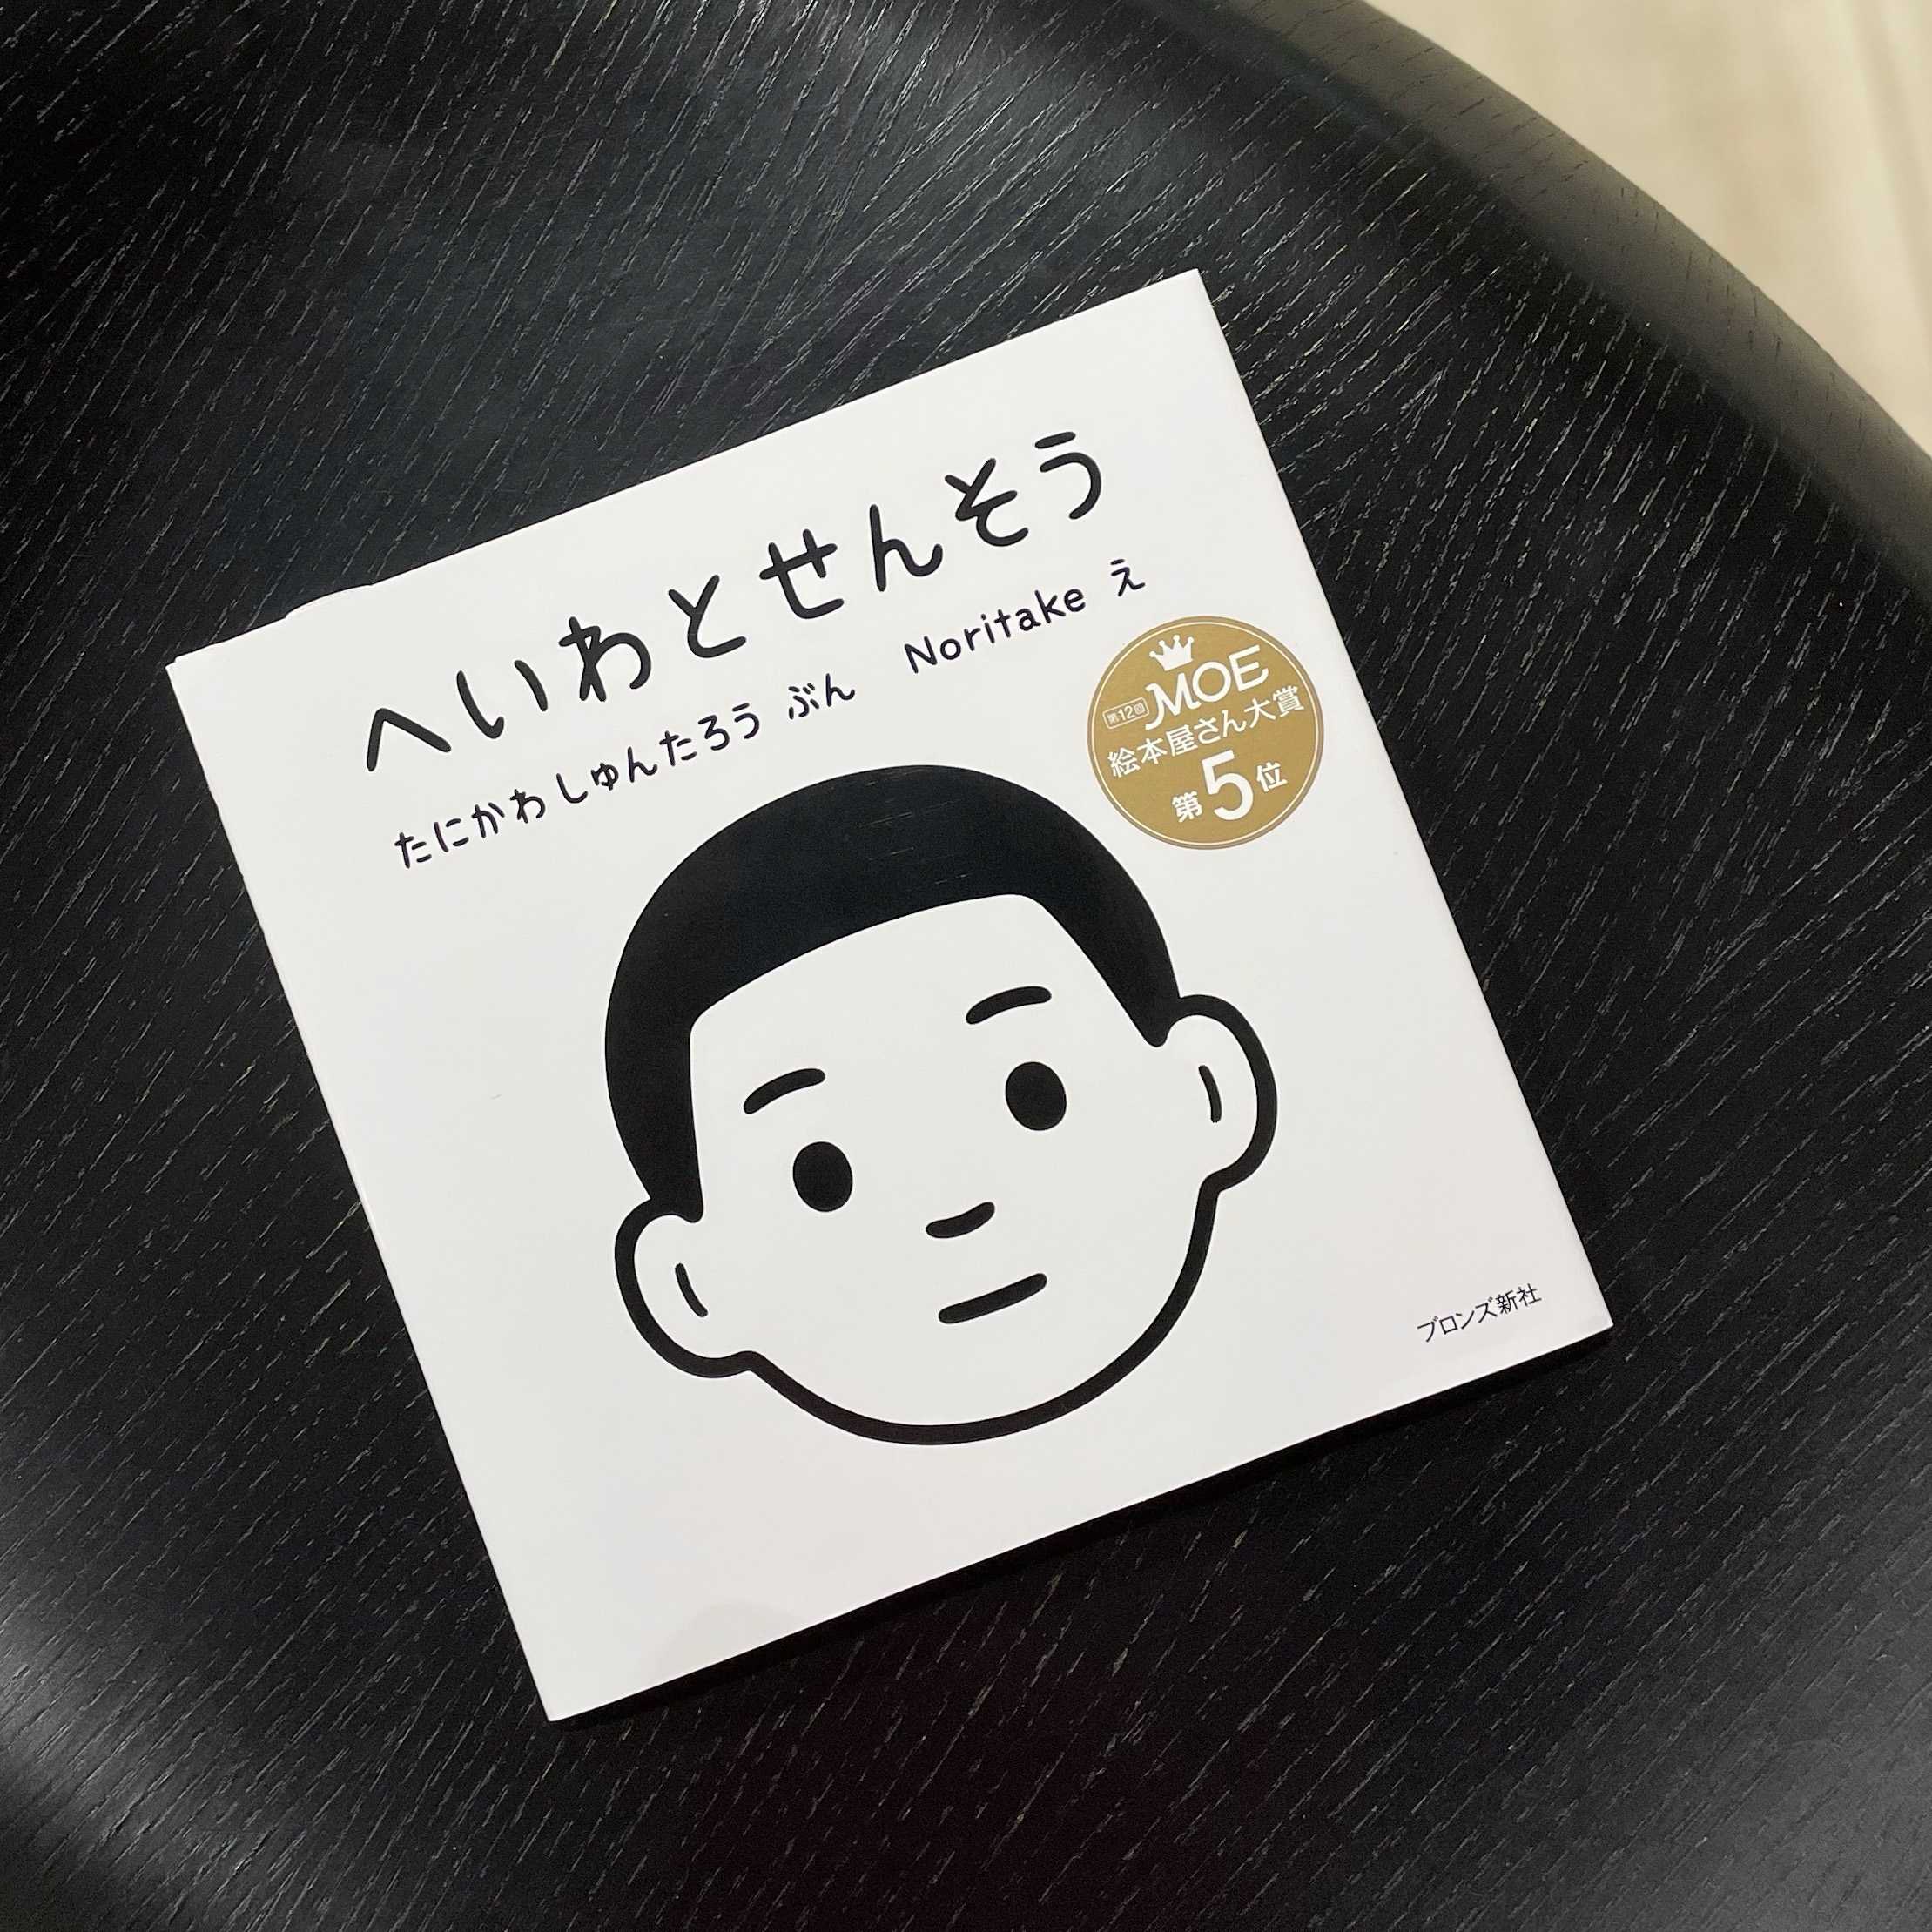 へいわとせんそう
たにかわ しゅんたろう ぶん Noritake え
第12回 MOE
絵本屋さん大賞
第5位
ブロンズ新社